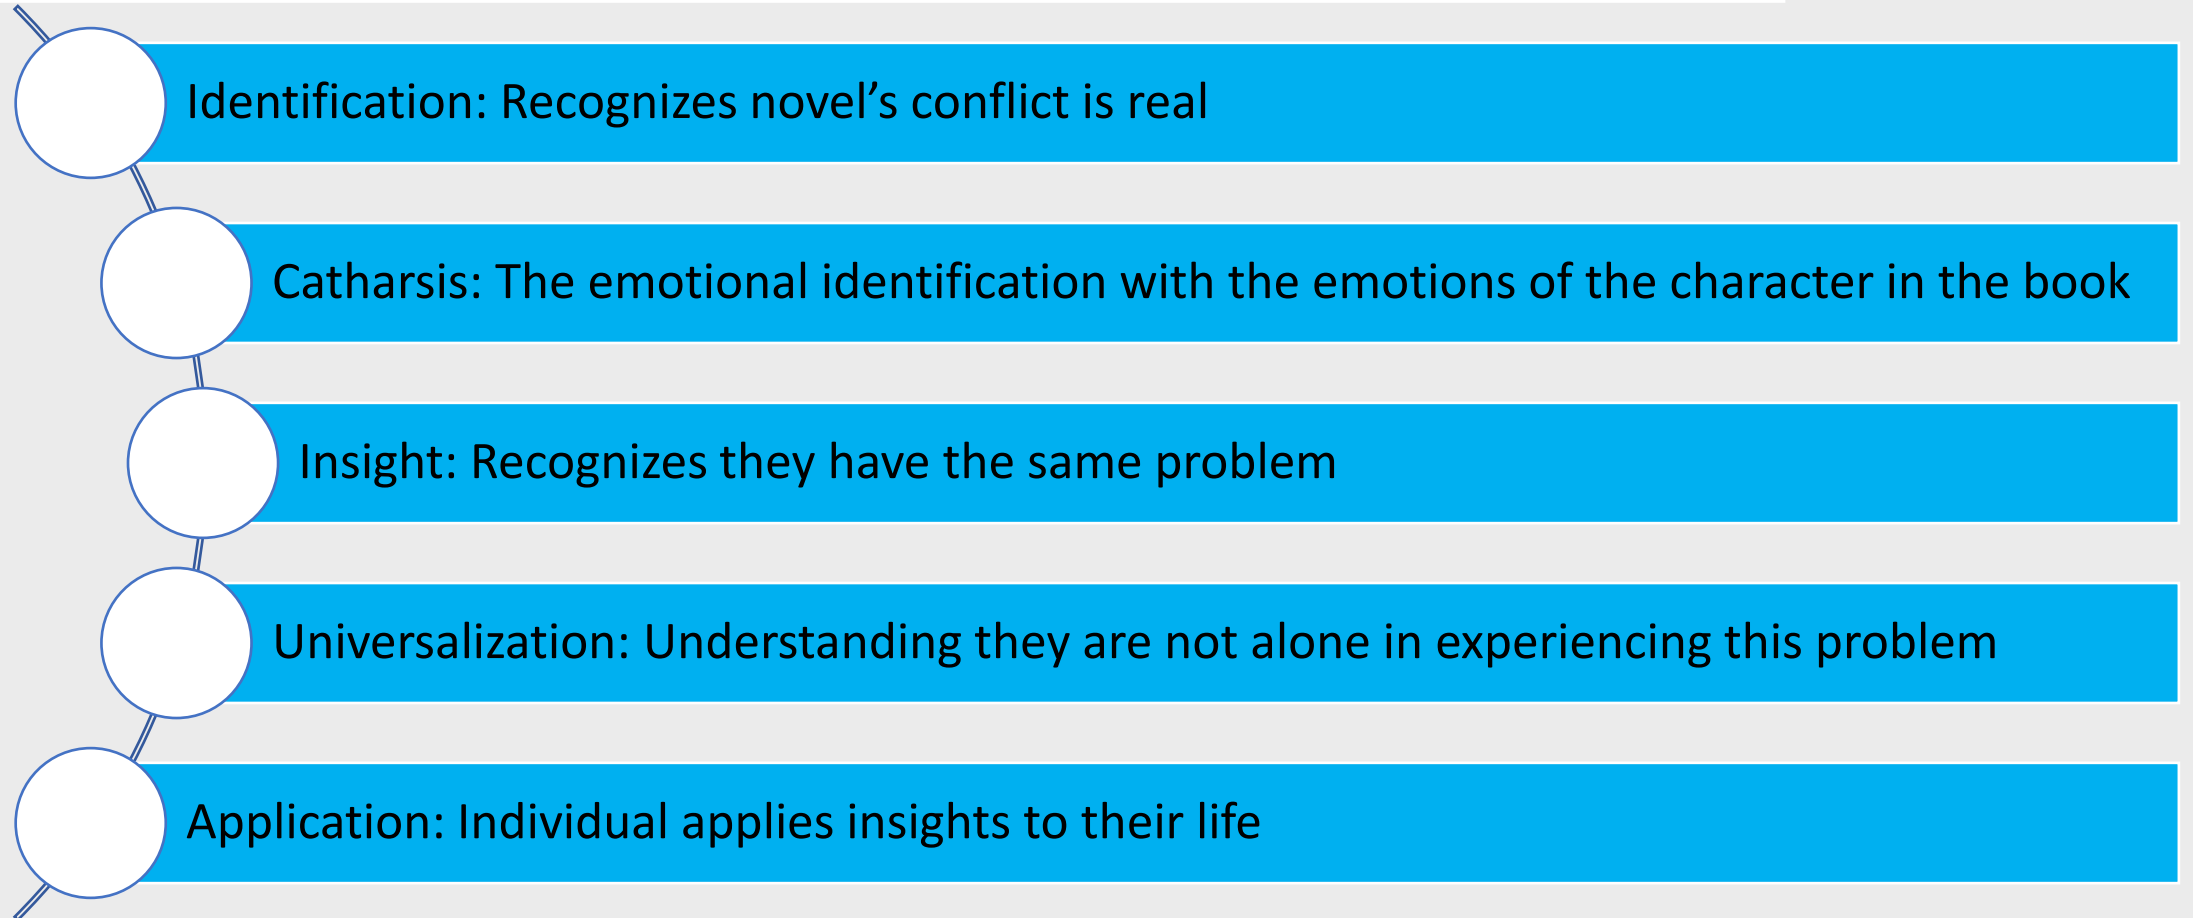 Identification: Recognizes novel’s conflict is real
Catharsis: The emotional identification with the emotions of the character in the book
Insight: Recognizes they have the same problem
Universalization: Understanding they are not alone in experiencing this problem
Application: Individual applies insights to their life